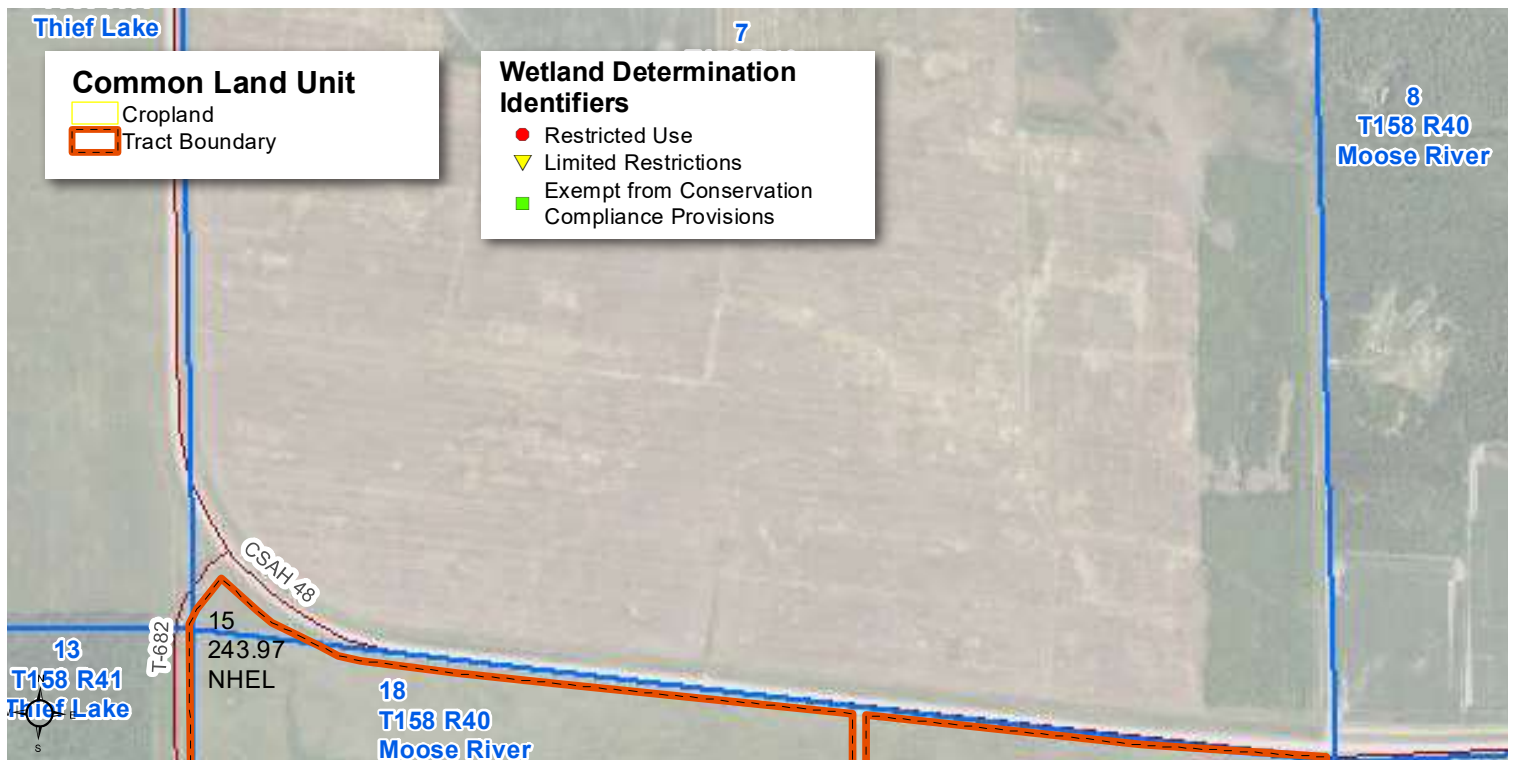 Thief Lake
7
8
T158 R40
Moose River
Common Land Unit
Cropland
Tract Boundary
Wetland Determination
Identifiers
Restricted Use
Limited Restrictions
Exempt from Conservation
Compliance Provisions
CSAH 48
T-682
15
243.97
NHEL
13
T158 R41
Thief Lake
18
T158 R40
Moose River
N
E
S